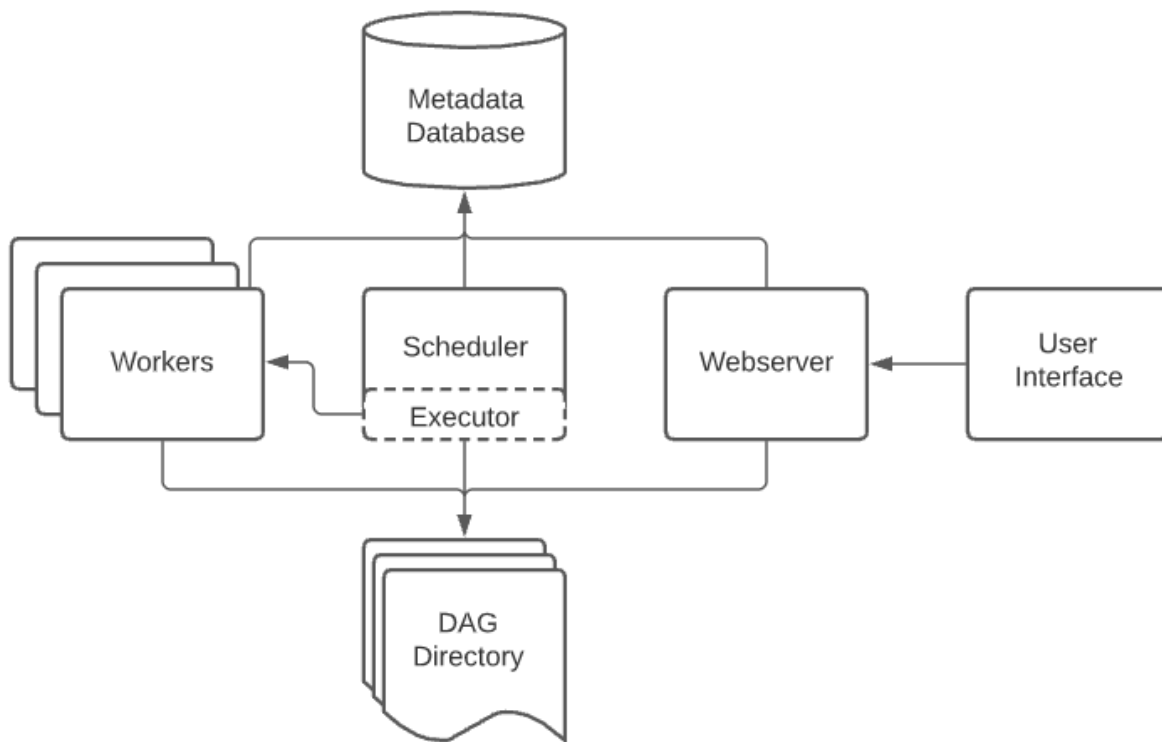 Metadata
Database
Workers
Scheduler
Executor
Webserver
User
Interface
DAG
Directory